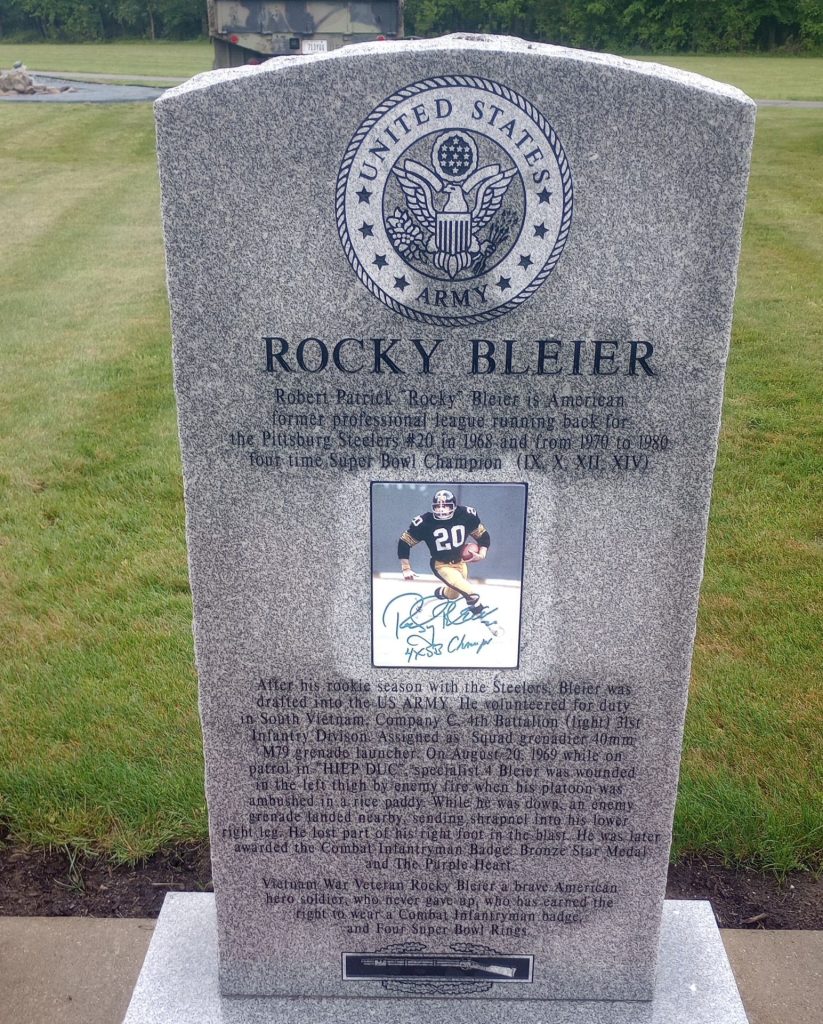 UNITED STATES
ARMY
ROCKY BLEIER
Robert Patrick "Rocky" Bleier is American
former professional league running back for
the Pittsburg Steelers #20 in 1968 and from 1970 to 1980
four time Super Bowl Champion (IX, X, XII, XIV)
20
4X SB Champ
After his rookie season with the Steelers, Bleier was
drafted into the US ARMY. He volunteered for duty
in South Vietnam, Company C, 4th Battalion (light) 31st
Infantry Divison. Assigned as Squad grenadier 40mm
M79 grenade launcher. On August 20, 1969 while on
patrol in "HIEP DUC", specialist 4 Bleier was wounded
in the left thigh by enemy fire when his platoon was
ambushed in a rice paddy. While he was down, an enemy
grenade landed nearby, sending shrapnel into his lower
right leg. He lost part of his right foot in the blast. He was later
awarded the Combat Infantryman Badge, Bronze Star Medal
and The Purple Heart.
Vietnam War Veteran Rocky Bleier a brave American
hero soldier, who never gave up, who has earned the
right to wear a Combat Infantryman badge,
and Four Super Bowl Rings.